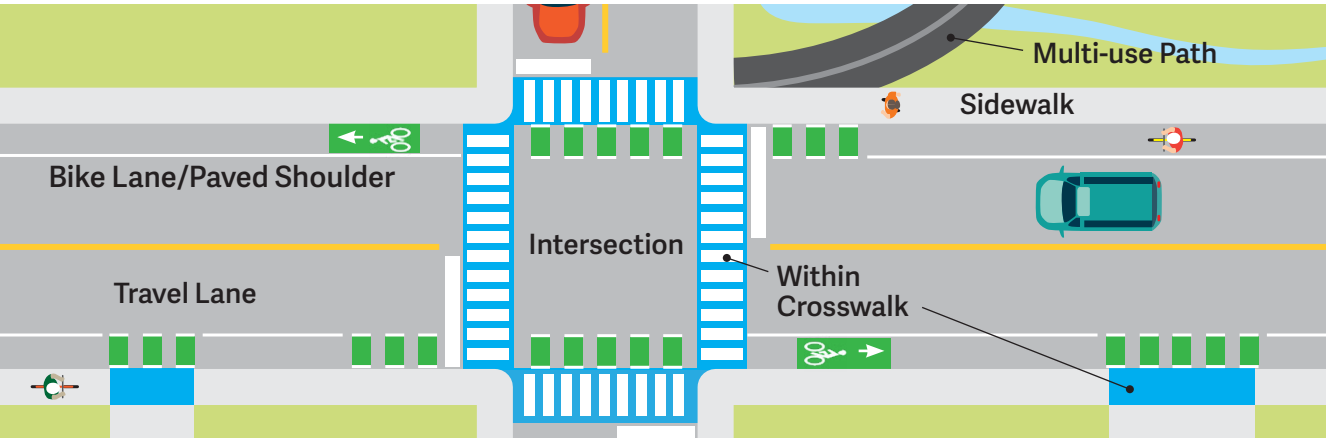 Multi-use Path
Sidewalk
Bike Lane/Paved Shoulder
Intersection
Within
Crosswalk
Travel Lane